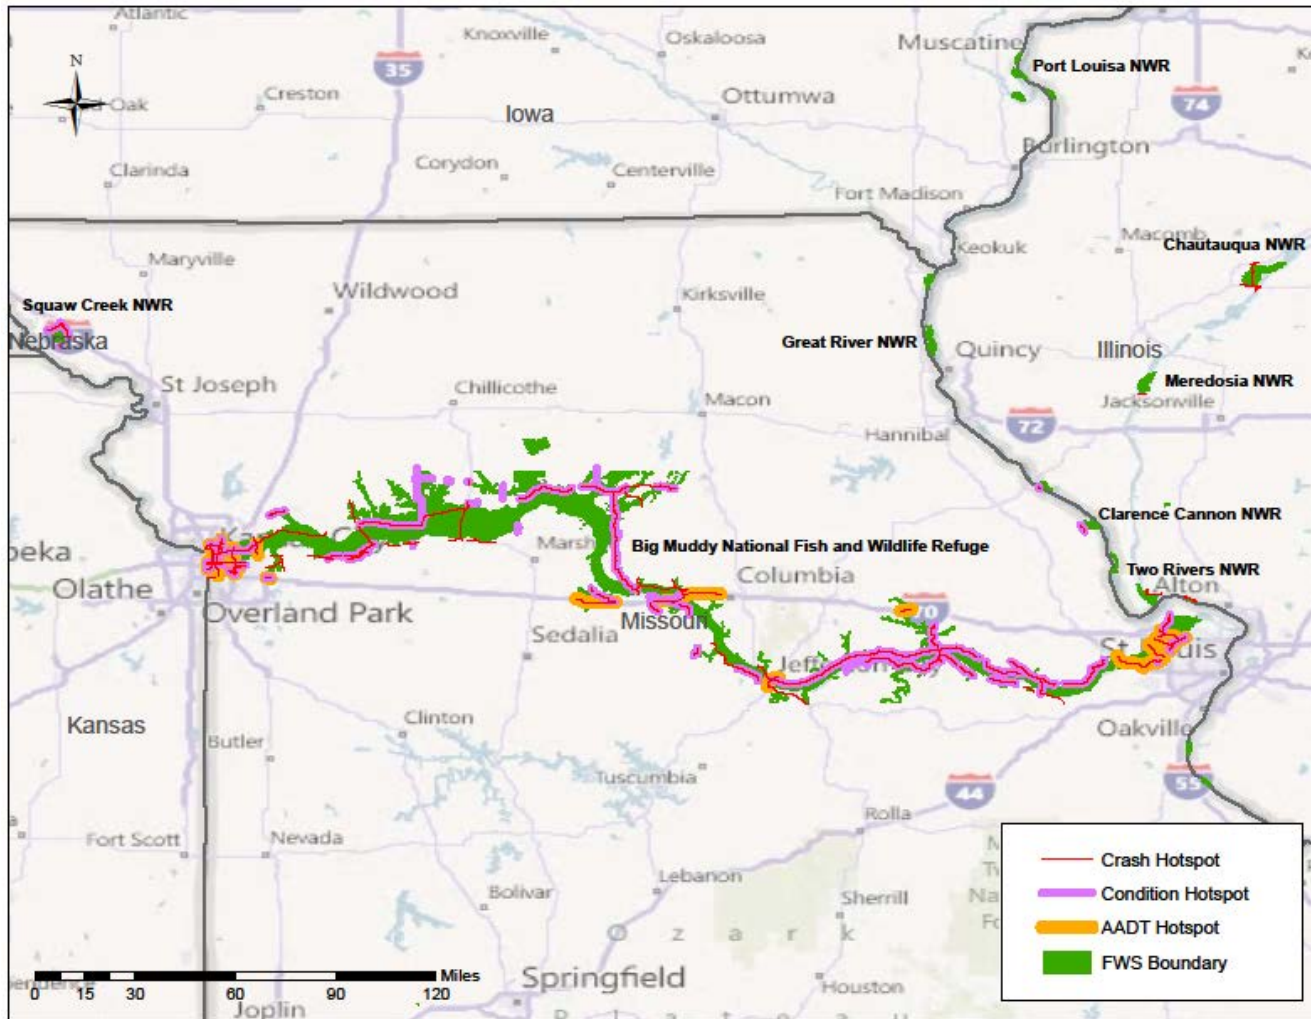 Atlantic
Knoxville
Oskaloosa
Muscatine
Port Louisa NWR
N
35
74
Oak
Creston
Iowa
Ottumwa
Burlington
Clarinda
Corydon
Centerville
Fort Madison
Macomb
Chautauqua NWR
Keokuk
Maryville
Squaw Creek NWR
Wildwood
Kirksville
Nebraska
Great River NWR
Quincy
Illinois
Meredosia NWR
St Joseph
Chillicothe
Macon
Jacksonville
72
Hannibal
Clarence Cannon NWR
Big Muddy National Fish and Wildlife Refuge
Two Rivers NWR
Olathe
Columbia
Alton
Overland Park
70
Missouri
Sedalia
Kansas
Clinton
Oakville
Butler
Tuscumbia
44
55
Fort Scott
Nevada
Rolla
Lebanon
Bolivar
Sherrill
O z a r k
Crash Hotspot
Condition Hotspot
AADT Hotspot
FWS Boundary
Miles
0 15 30 60 90 120
Springfield
Houston
Joplin